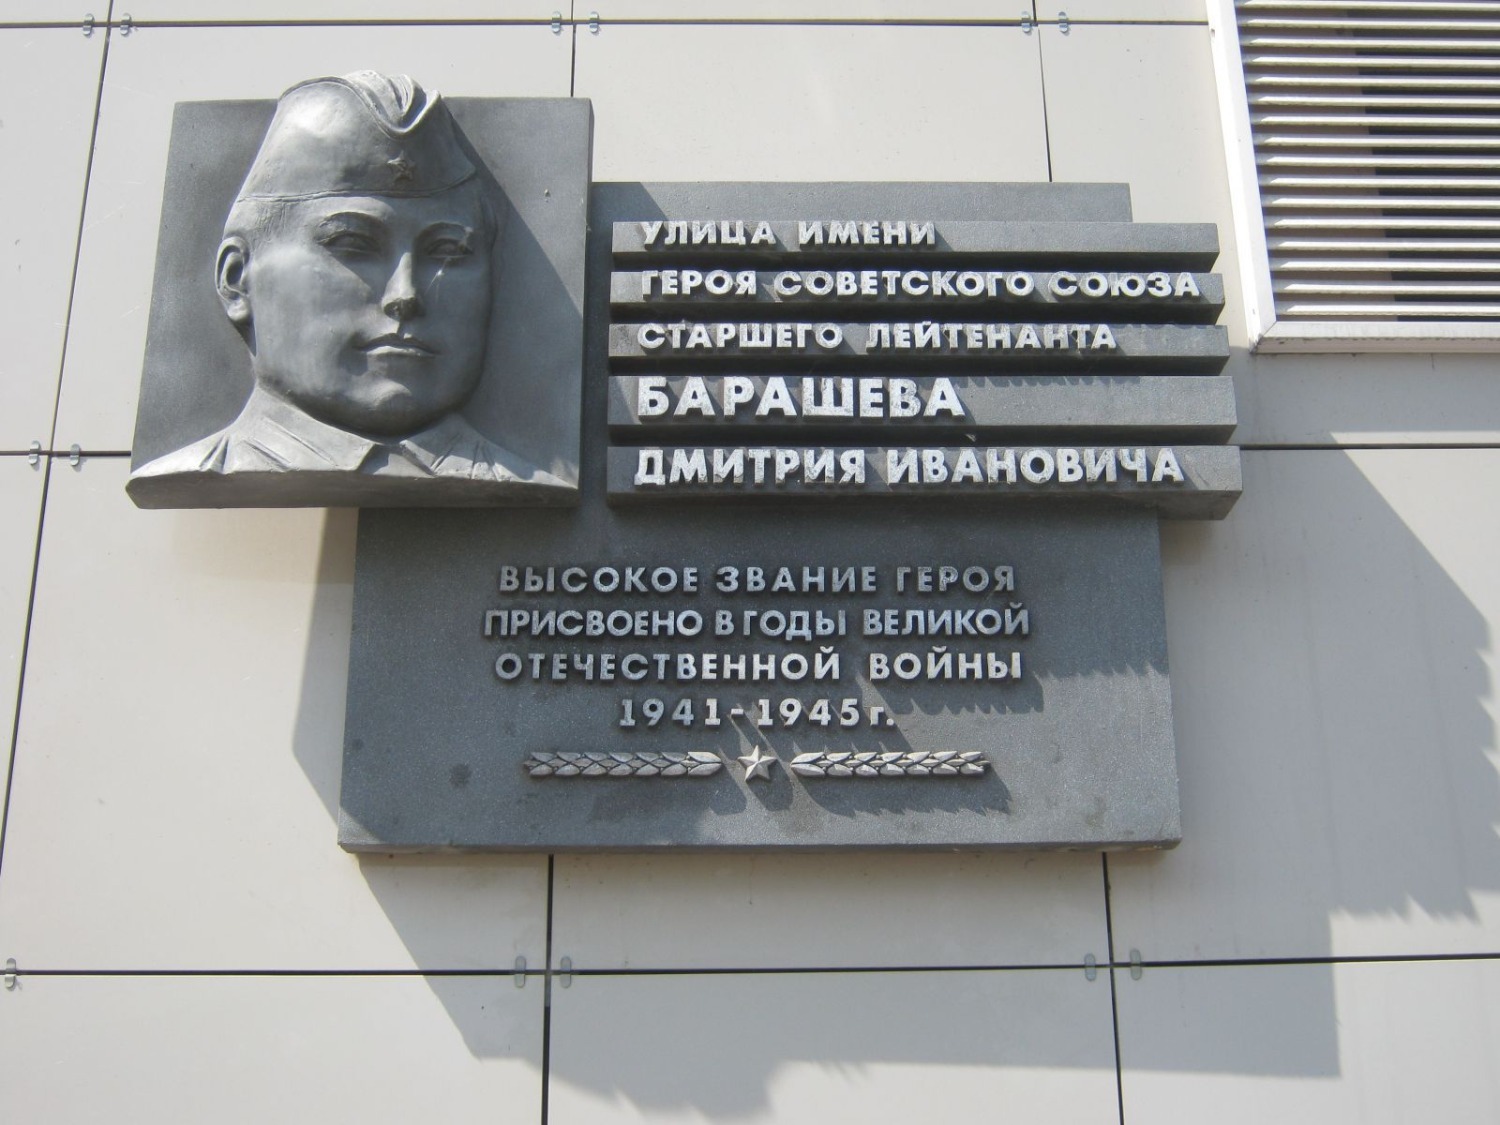 УЛИЦА ИМЕНИ
ГЕРОЯ СОВЕТСКОГО СОЮЗА
СТАРШЕГО ЛЕЙТЕНАНТА
БАРАШЕВА
ДМИТРИЯ ИВАНОВИЧА
ВЫСОКОЕ ЗВАНИЕ ГЕРОЯ
ПРИСВОЕНО В ГОДЫ ВЕЛИКОЙ
ОТЕЧЕСТВЕННОЙ ВОЙНЫ
1941-1945 г.